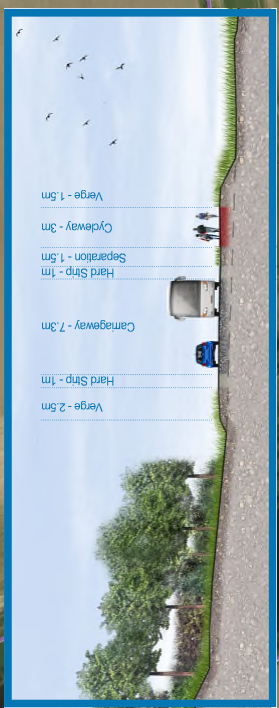 Verge - 2.5m
Hard Strip - 1m
Carriageway - 7.3m
Hard Strip - 1m
Separation - 1.5m
Cycleway - 3m
Verge - 1.5m